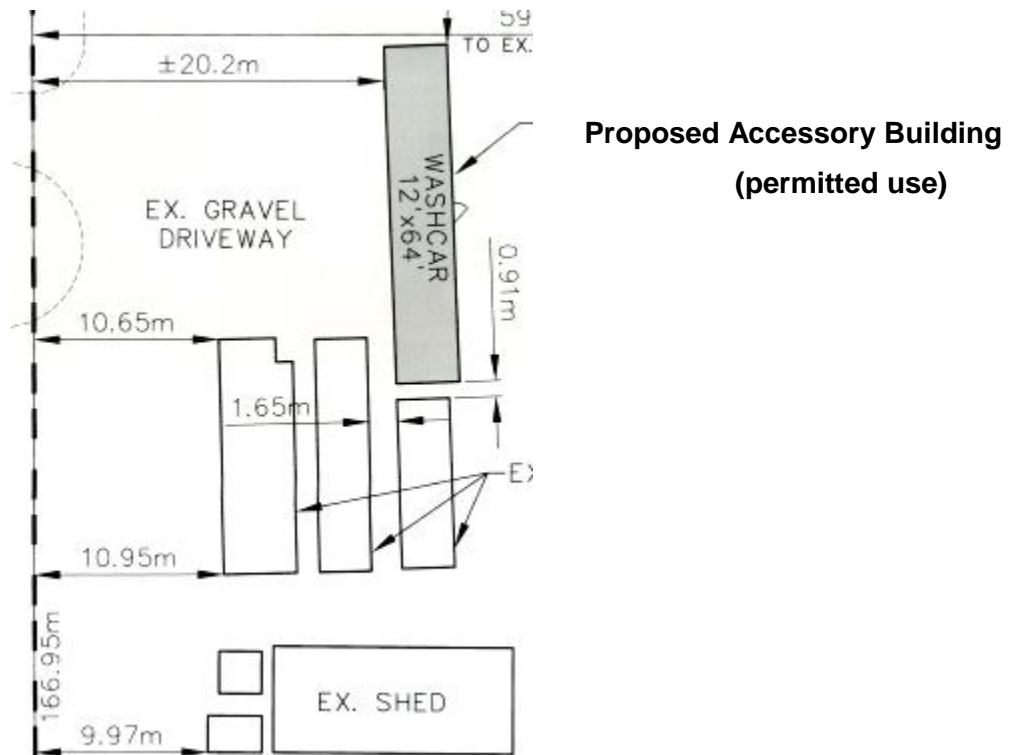 59
TO EX.
±20.2m
Proposed Accessory Building
(permitted use)
WASHCAR
12'x64'
EX. GRAVEL
DRIVEWAY
0.91m
10.65m
1.65m
EX
10.95m
166.95m
EX. SHED
9.97m